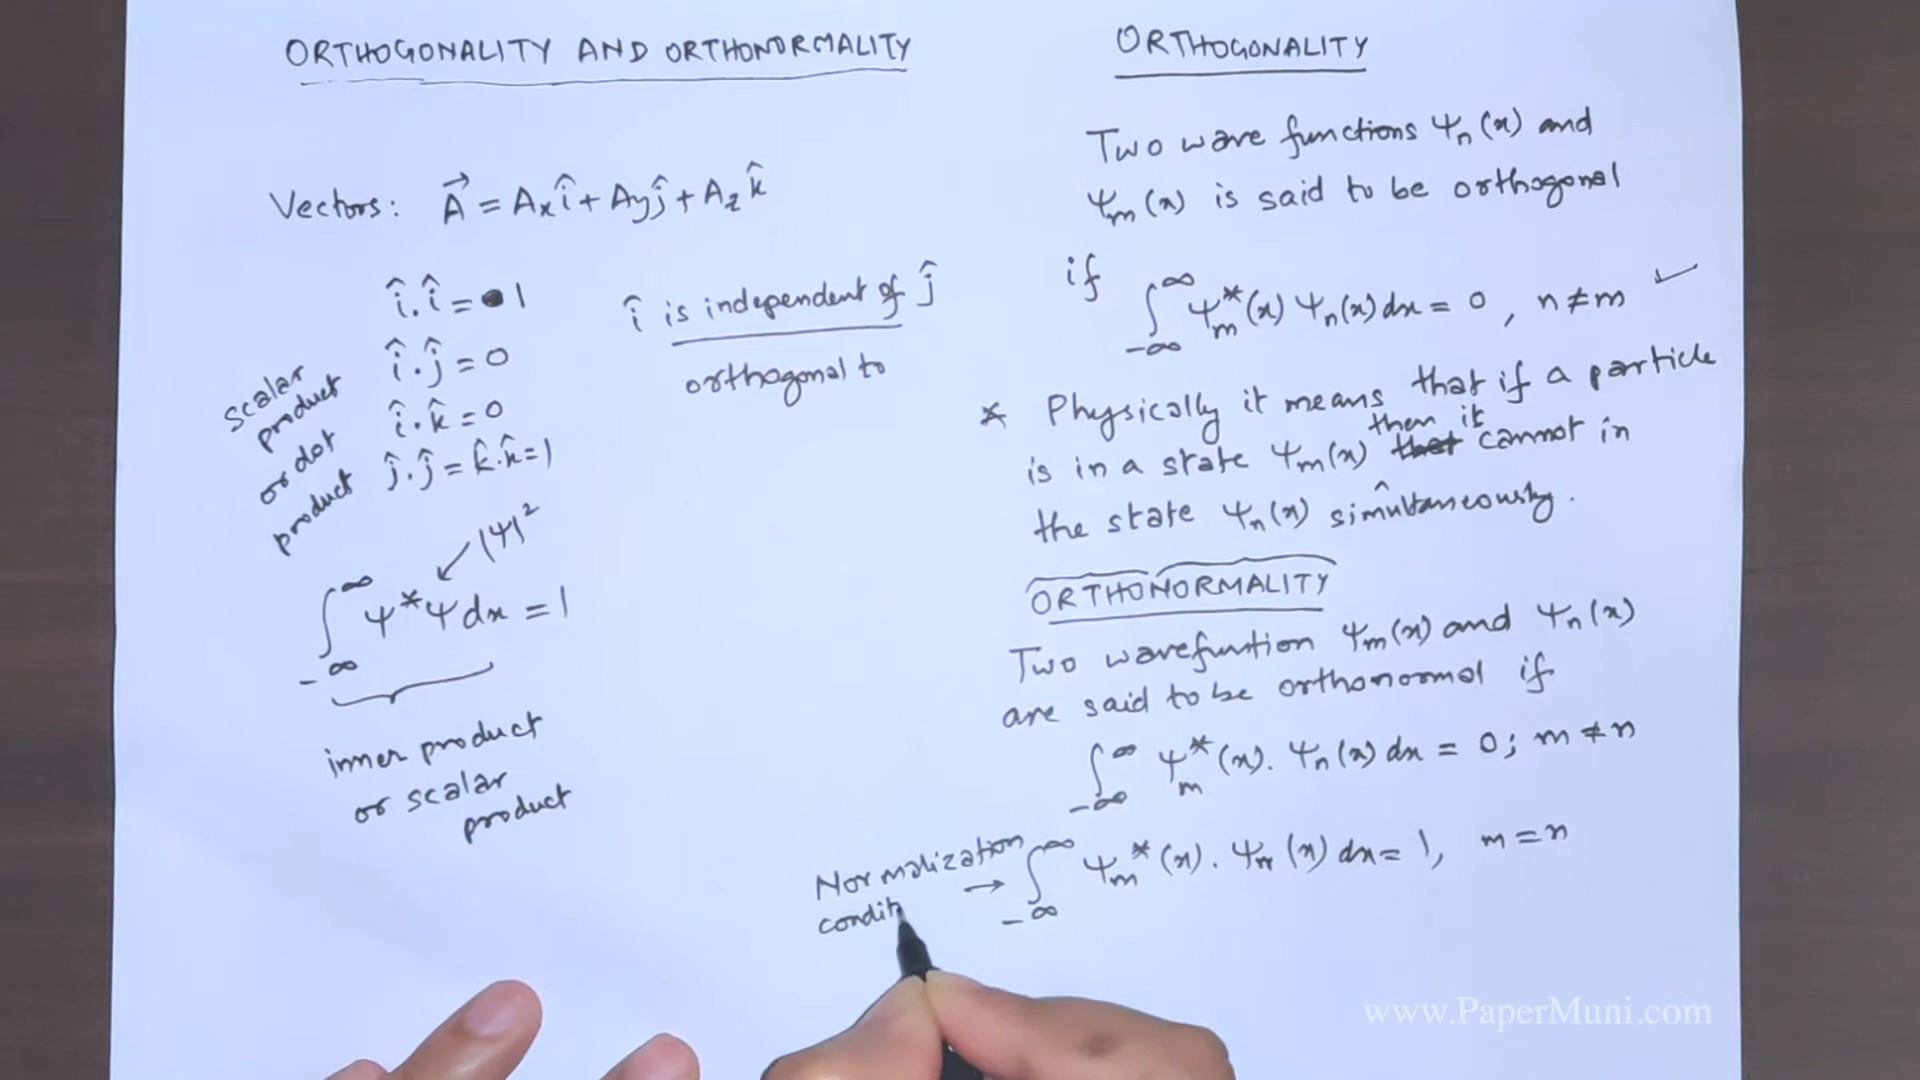 ORTHOGONALITY AND ORTHONORMALITY
Vectors: A⃗ = Axî + Ayĵ + Azk̂
î.î = 1
î.ĵ = 0
î.k̂ = 0
ĵ.ĵ = k̂.k̂ = 1
scalar
product
or dot
product
î is independent of ĵ
orthogonal to
|Ψ|²
∫_{-∞}^{∞} Ψ*Ψ dx = 1
inner product
or scalar
product
ORTHOGONALITY
Two wave functions Ψn(x) and
Ψm(x) is said to be orthogonal
if
∫_{-∞}^{∞} Ψm*(x) Ψn(x) dx = 0, n ≠ m ✓
* Physically it means that if a particle
is in a state Ψm(x) then it cannot in
the state Ψn(x) simultaneously.
ORTHONORMALITY
Two wavefuntion Ψm(x) and Ψn(x)
are said to be orthonormal if
∫_{-∞}^{∞} Ψm*(x). Ψn(x) dx = 0; m ≠ n
Normalization → ∫_{-∞}^{∞} Ψm*(x). Ψm(x) dx = 1, m = n
conditi
www.PaperMuni.com